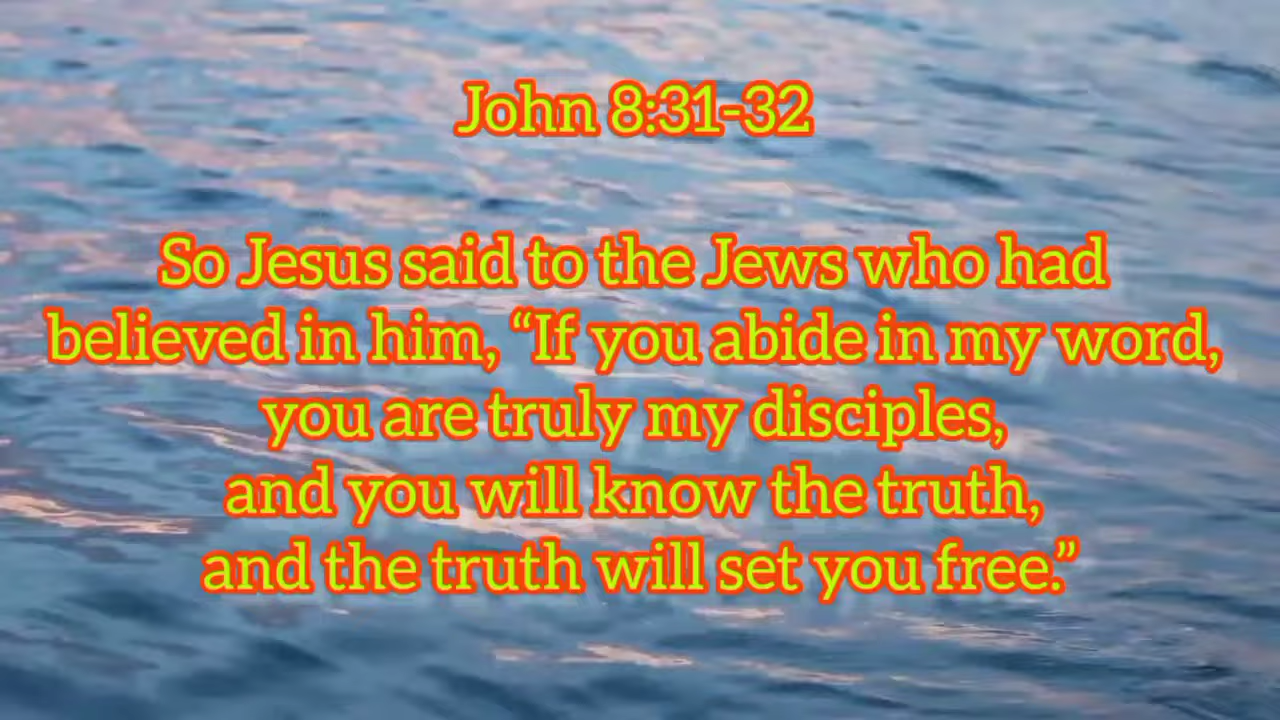 John 8:31-32
So Jesus said to the Jews who had
believed in him, “If you abide in my word,
you are truly my disciples,
and you will know the truth,
and the truth will set you free.”